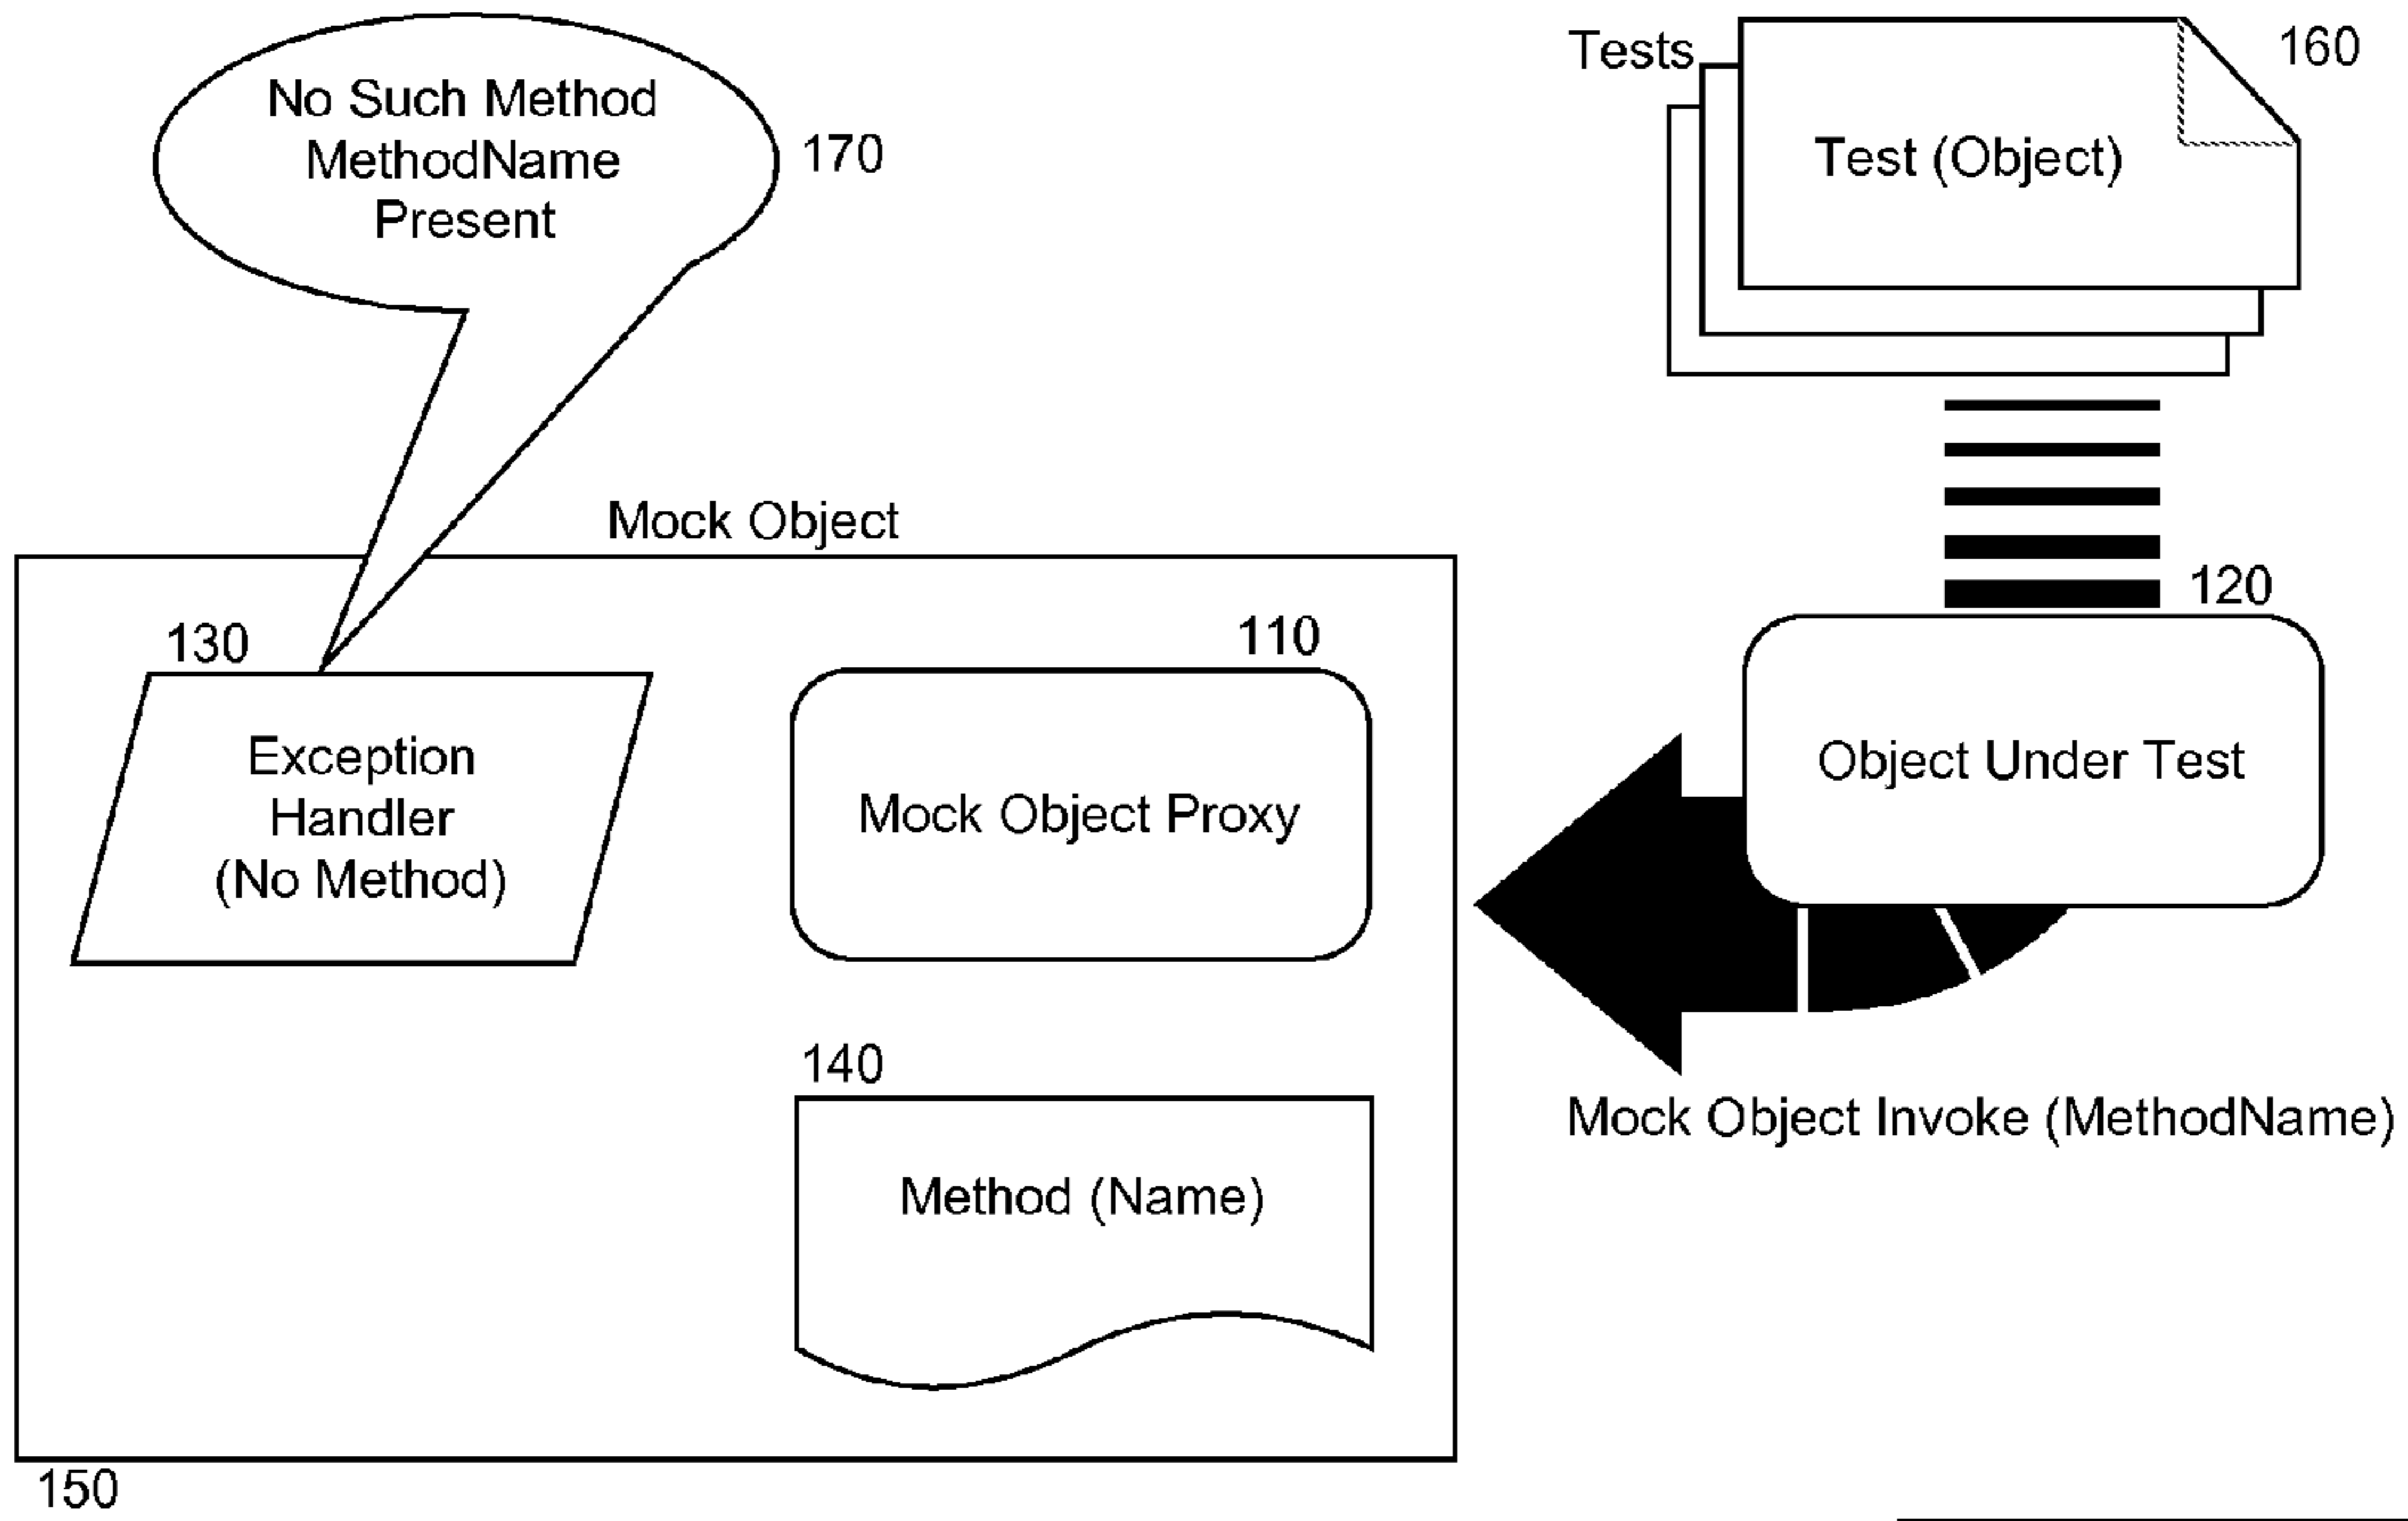 No Such Method
MethodName
Present
170
Tests
160
Test (Object)
Mock Object
130
110
120
Exception
Handler
(No Method)
Mock Object Proxy
Object Under Test
140
Method (Name)
Mock Object Invoke (MethodName)
150